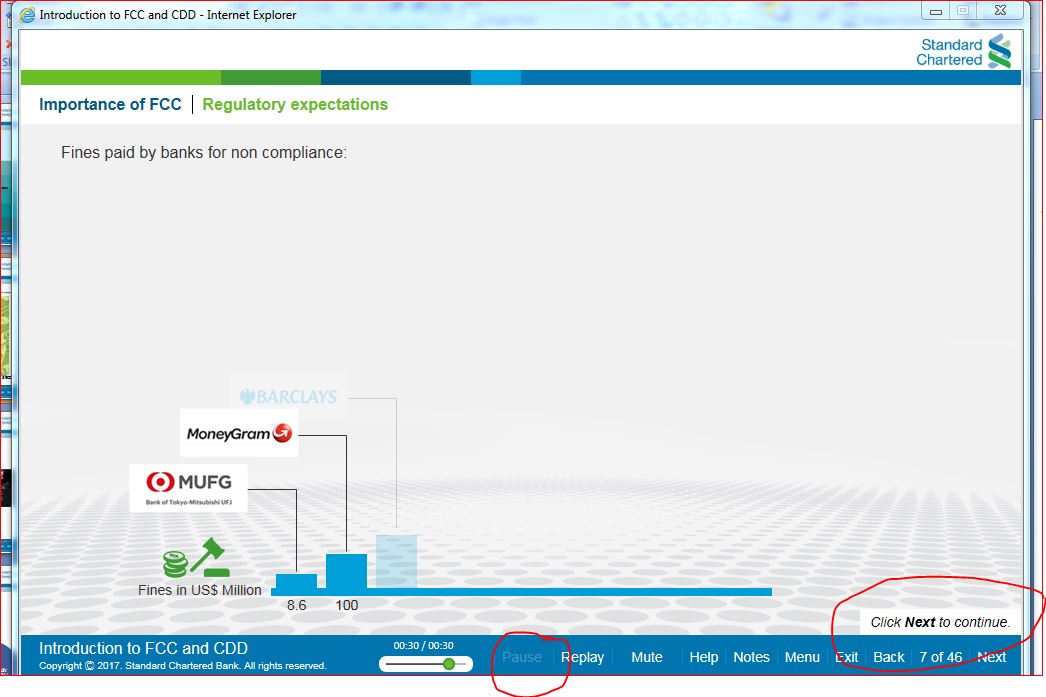 Introduction to FCC and CDD - Internet Explorer
Standard
Chartered
Importance of FCC | Regulatory expectations
Fines paid by banks for non compliance:
BARCLAYS
MoneyGram
MUFG
Bank of Tokyo-Mitsubishi UFJ
Fines in US$ Million
8.6 100
Click Next to continue.
Introduction to FCC and CDD
Copyright © 2017. Standard Chartered Bank. All rights reserved.
00:30 / 00:30
Pause Replay Mute Help Notes Menu Exit Back 7 of 46 Next